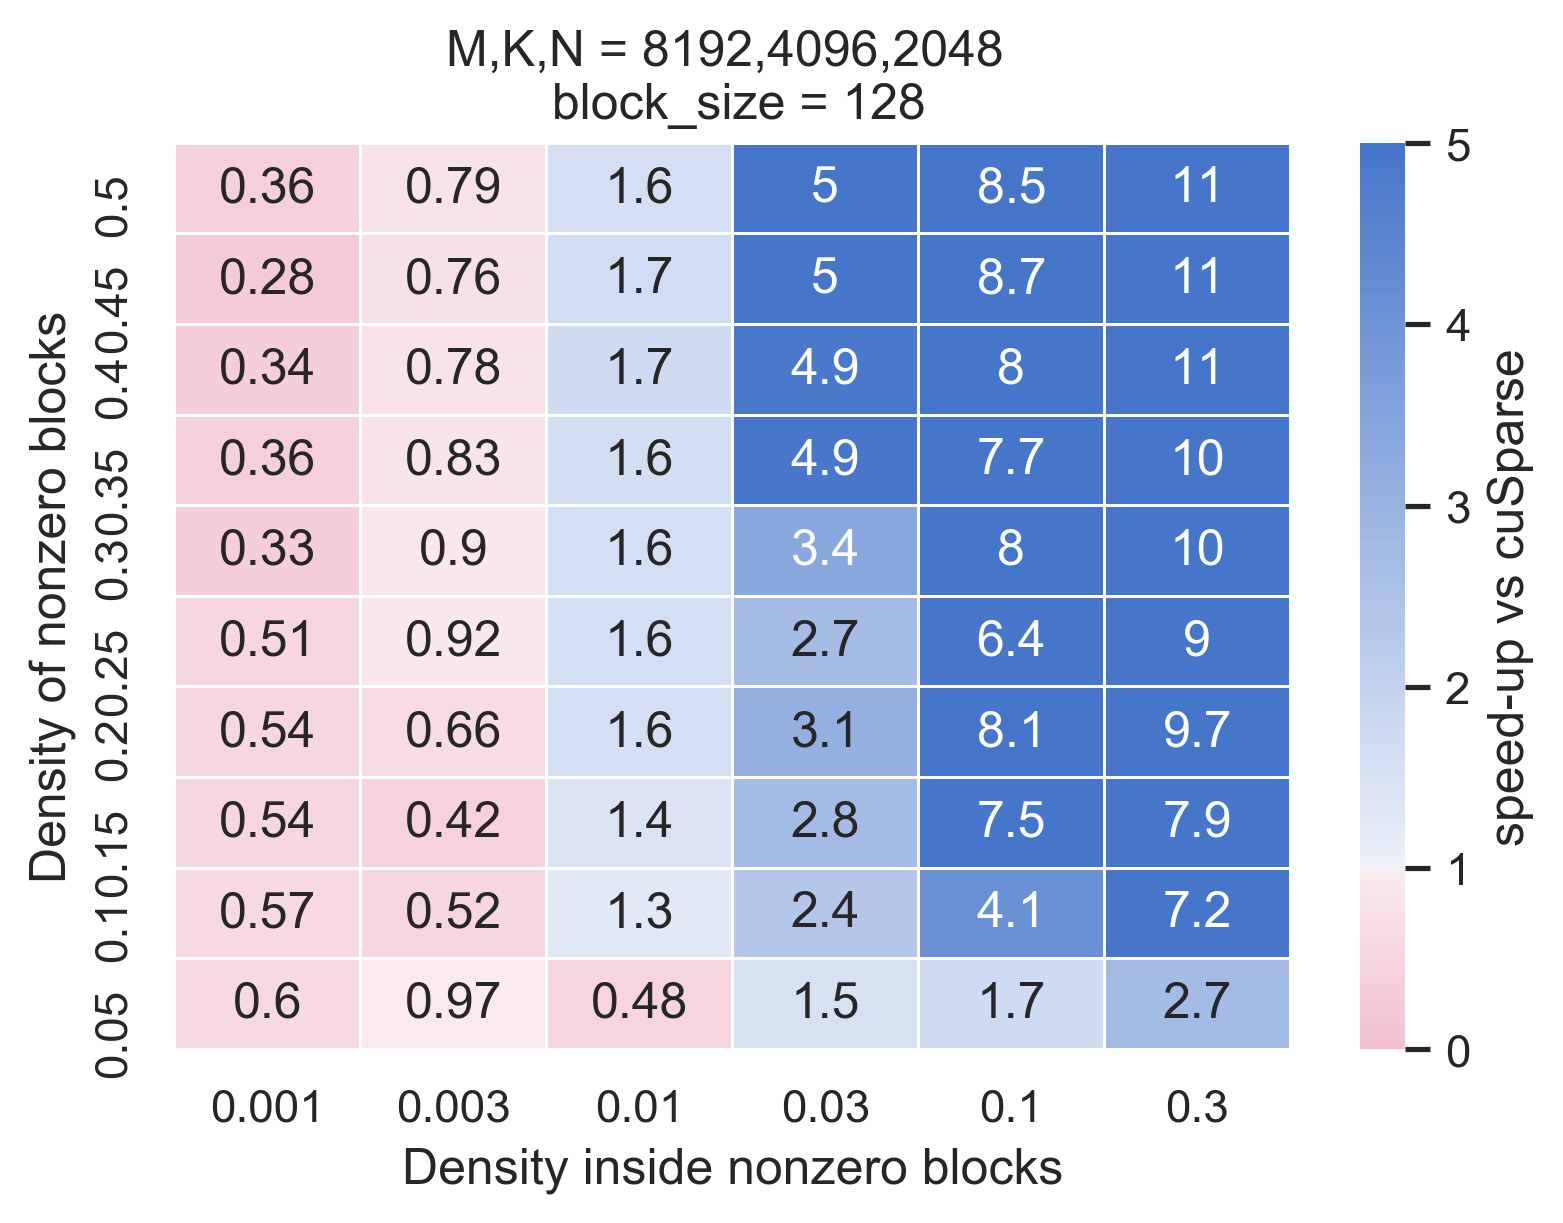 M,K,N = 8192,4096,2048
block_size = 128
Density of nonzero blocks
0.5 0.36 0.79 1.6 5 8.5 11
0.45 0.28 0.76 1.7 5 8.7 11
0.4 0.34 0.78 1.7 4.9 8 11
0.35 0.36 0.83 1.6 4.9 7.7 10
0.30 0.33 0.9 1.6 3.4 8 10
0.25 0.51 0.92 1.6 2.7 6.4 9
0.20 0.54 0.66 1.6 3.1 8.1 9.7
0.15 0.54 0.42 1.4 2.8 7.5 7.9
0.10 0.57 0.52 1.3 2.4 4.1 7.2
0.05 0.6 0.97 0.48 1.5 1.7 2.7
0.001 0.003 0.01 0.03 0.1 0.3
Density inside nonzero blocks
5
4
3
2
1
0
speed-up vs cuSparse